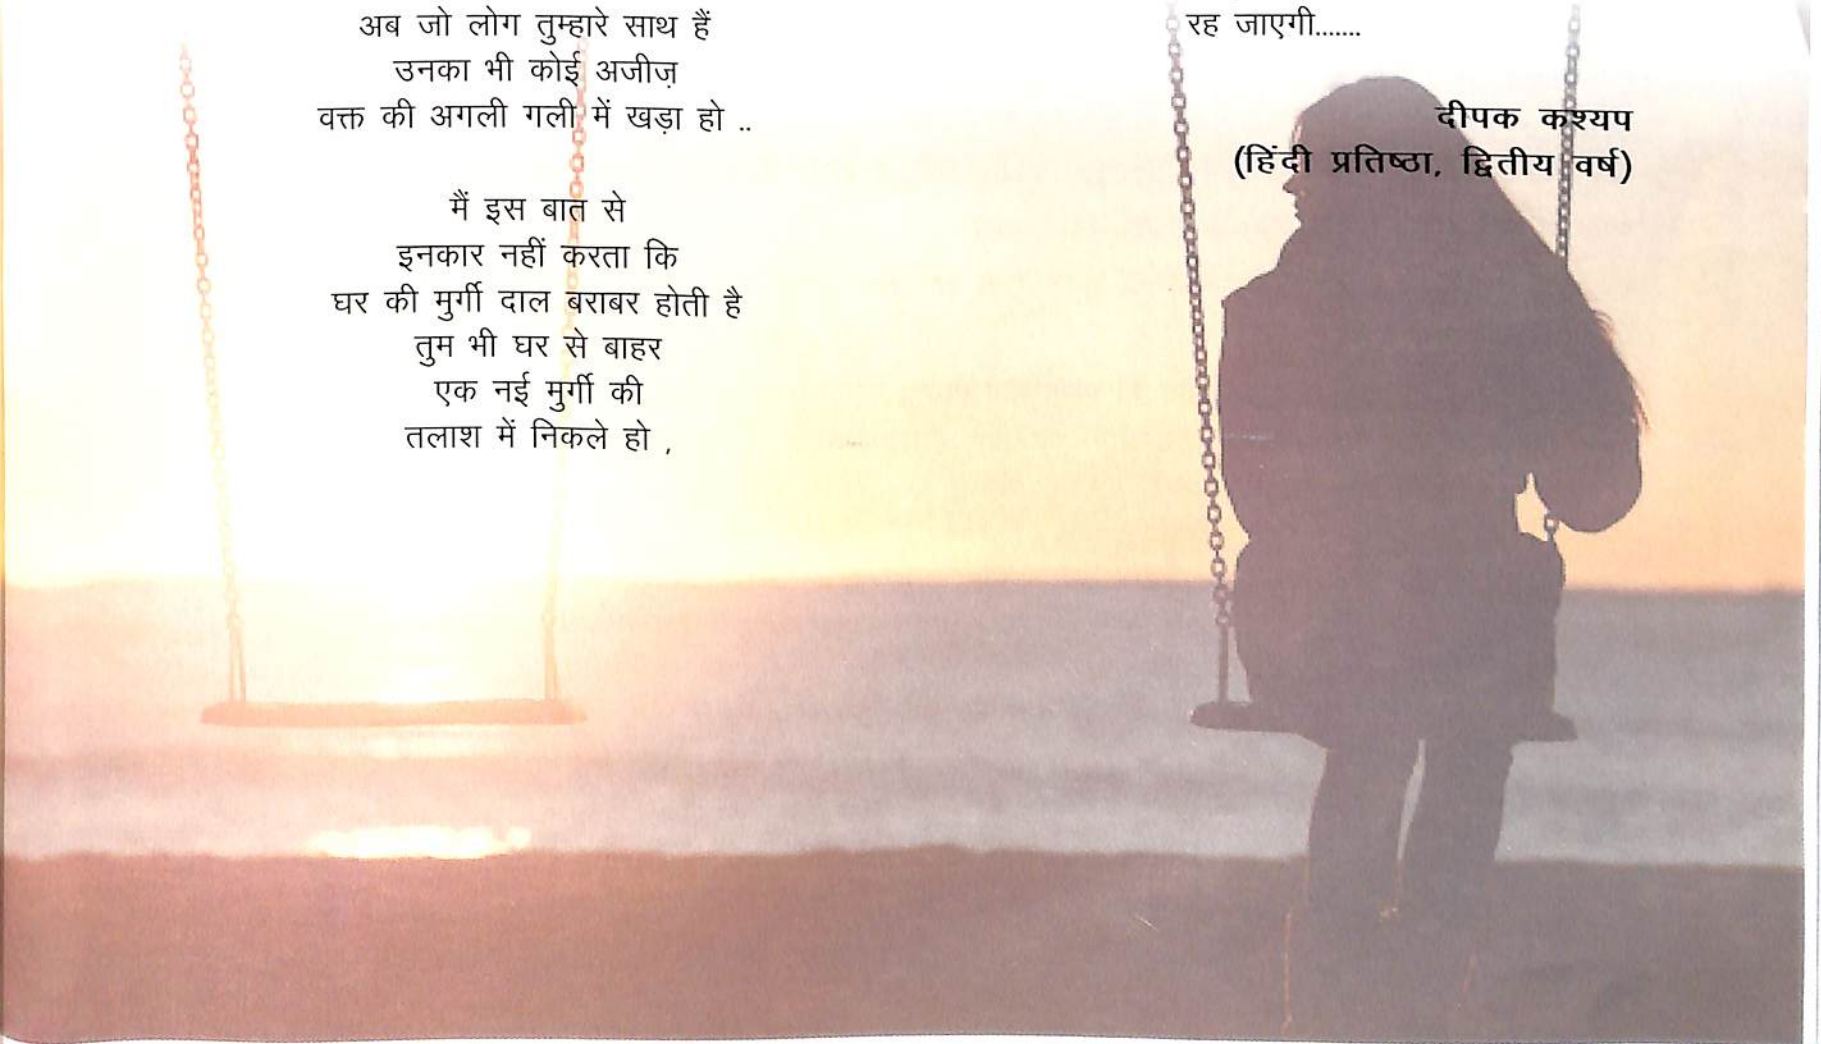 अब जो लोग तुम्हारे साथ हैं
उनका भी कोई अजीज़
वक्त की अगली गली में खड़ा हो ..
मैं इस बात से
इनकार नहीं करता कि
घर की मुर्गी दाल बराबर होती है
तुम भी घर से बाहर
एक नई मुर्गी की
तलाश में निकले हो ,
रह जाएगी.......
दीपक कश्यप
(हिंदी प्रतिष्ठा, द्वितीय वर्ष)